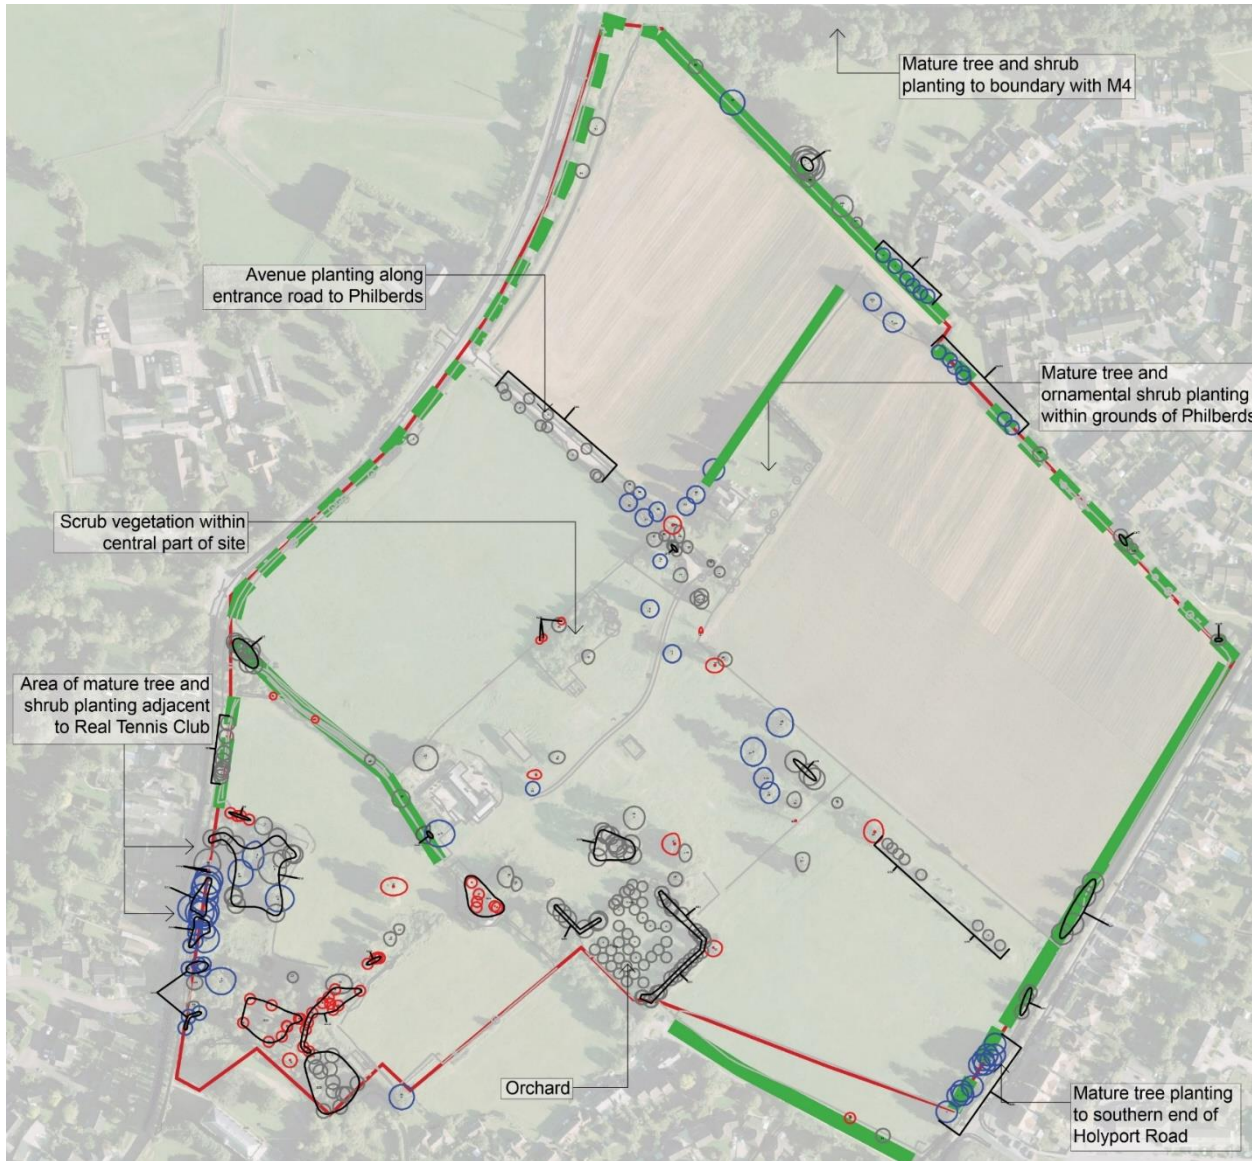 Mature tree and shrub
planting to boundary with M4
Avenue planting along
entrance road to Philberds
Mature tree and
ornamental shrub planting
within grounds of Philberds
Scrub vegetation within
central part of site
Area of mature tree and
shrub planting adjacent
to Real Tennis Club
Orchard
Mature tree planting
to southern end of
Holyport Road